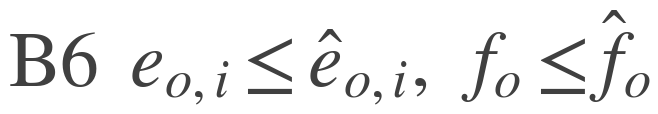 B6 e_{o,i} ≤ ê_{o,i}, f_o ≤ f̂_o